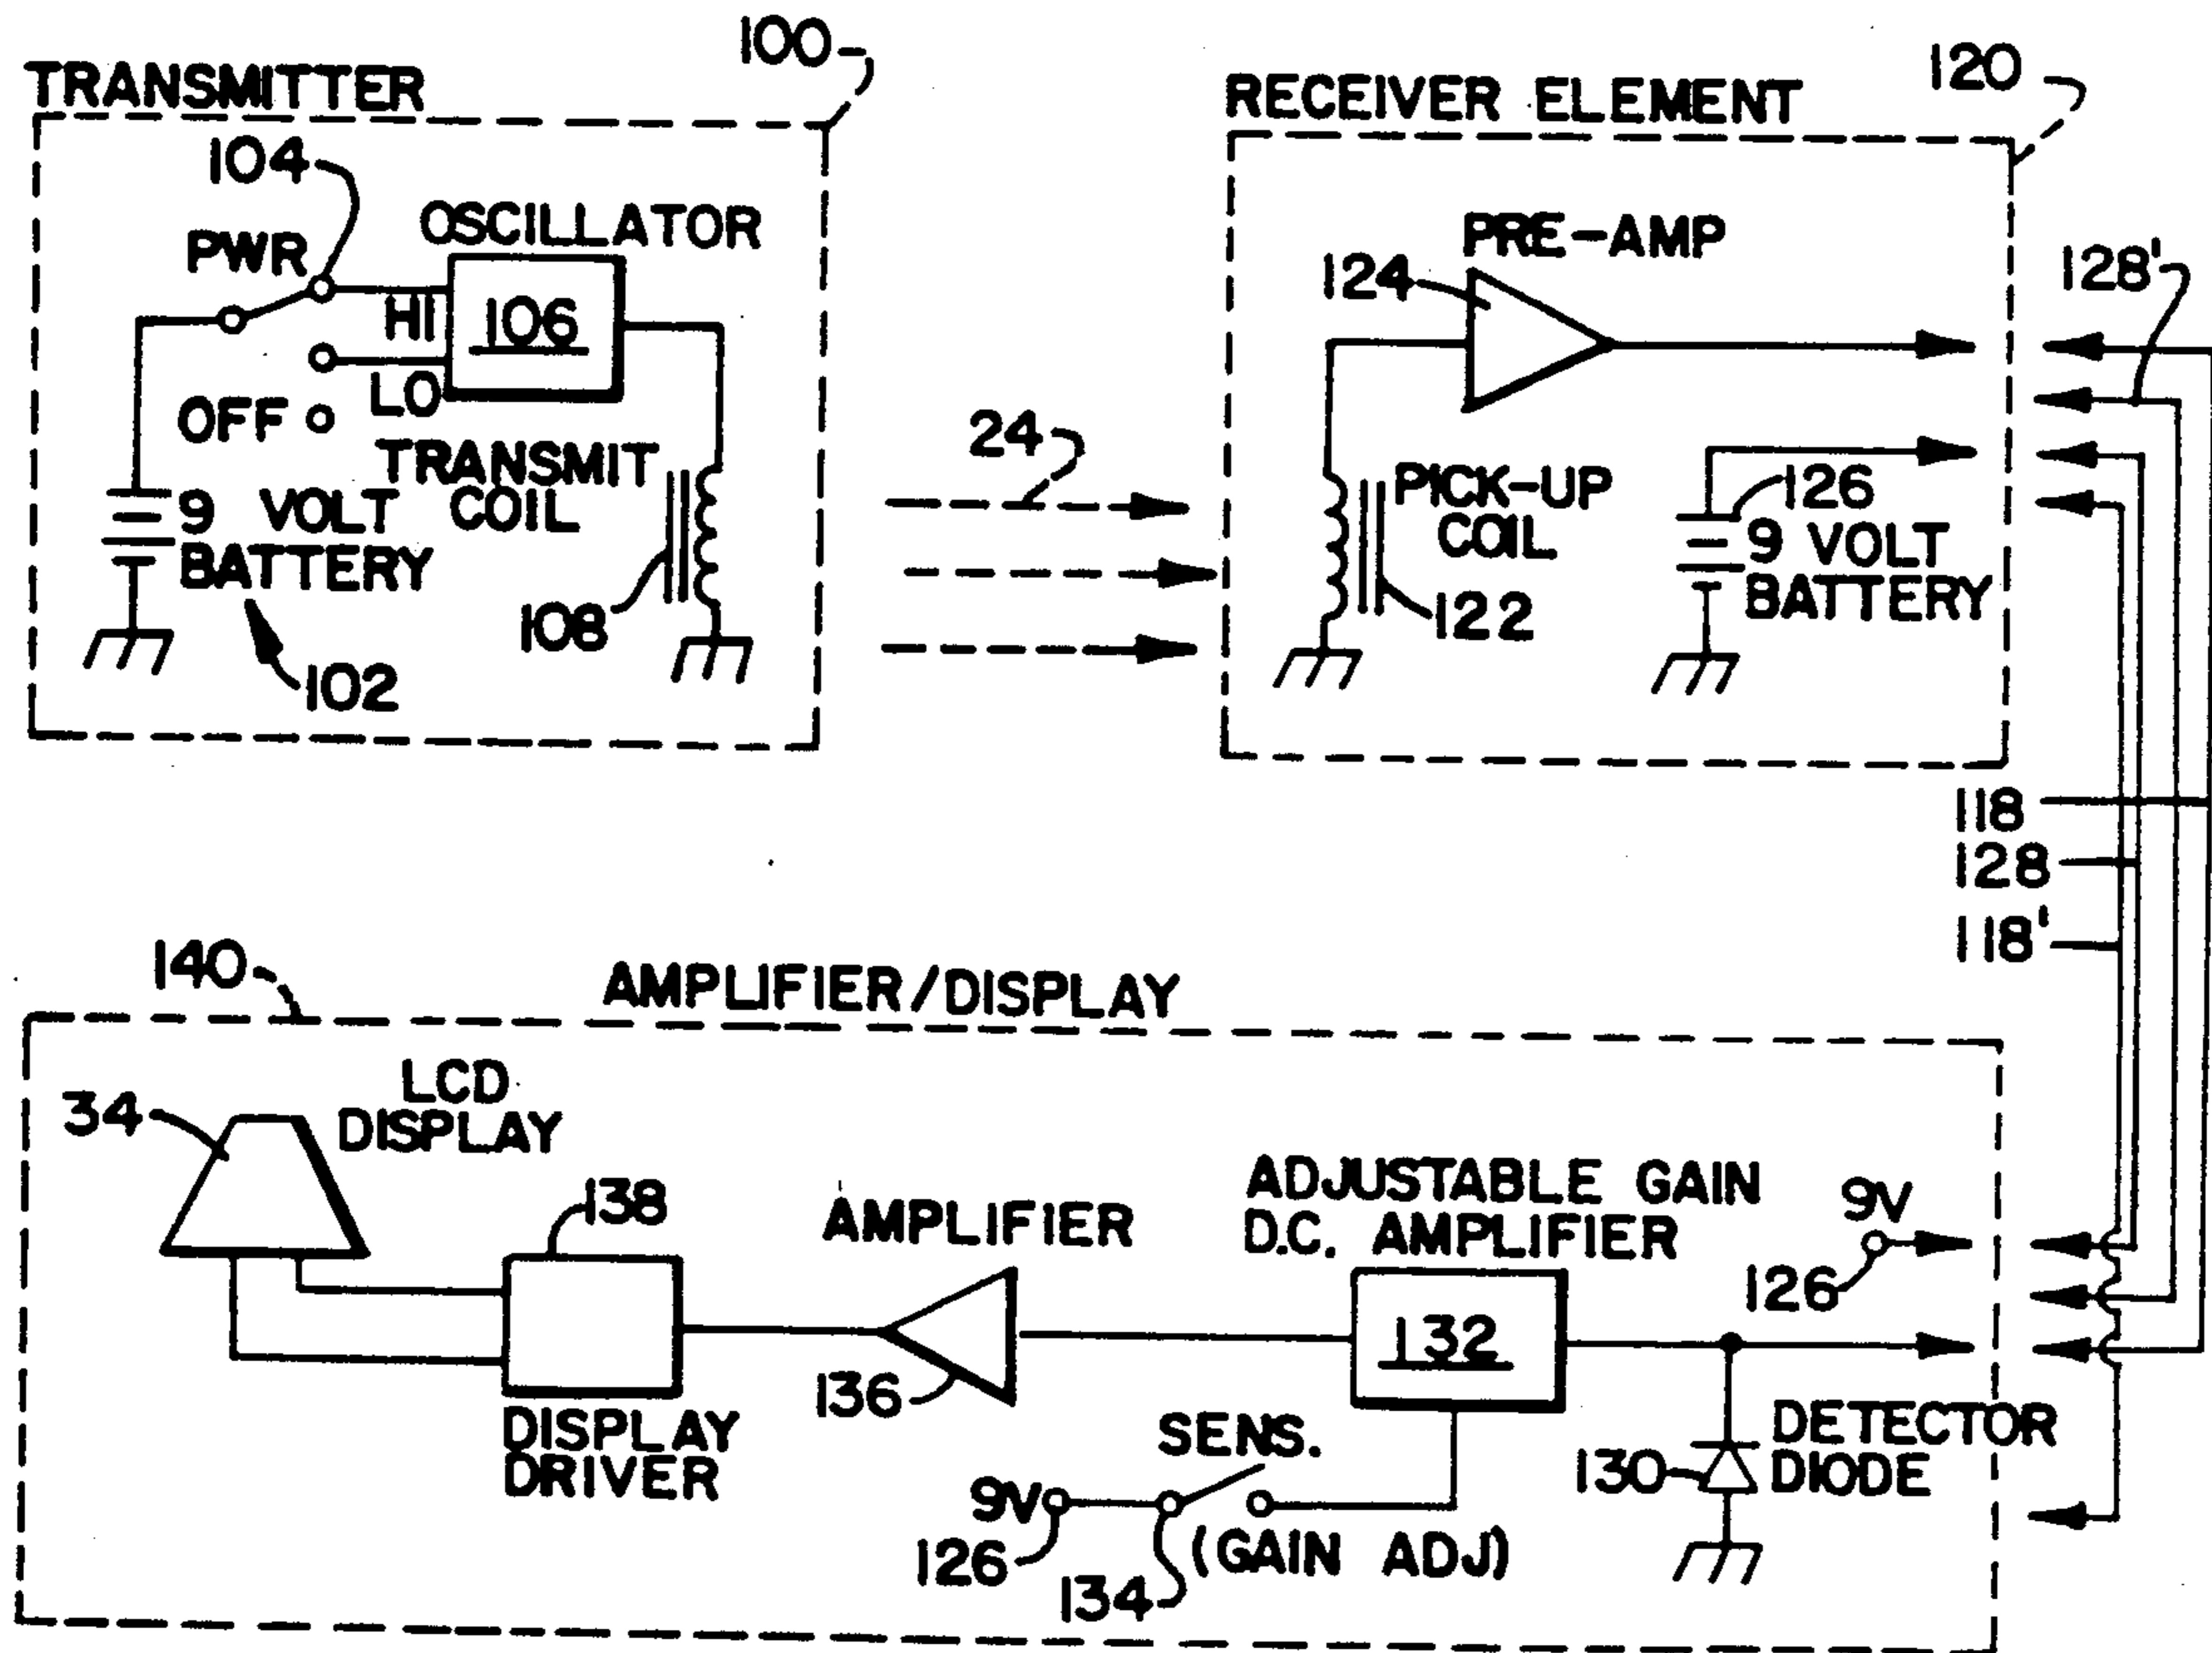 100
TRANSMITTER
104
OSCILLATOR
PWR
HI
106
LO
OFF
TRANSMIT
COIL
9 VOLT
BATTERY
108
102
24
120
RECEIVER ELEMENT
PRE-AMP
124
128'
PICK-UP
COIL
126
9 VOLT
BATTERY
122
118
128
118'
140
AMPLIFIER/DISPLAY
LCD
DISPLAY
34
138
AMPLIFIER
ADJUSTABLE GAIN
D.C. AMPLIFIER
9V
126
132
136
DISPLAY
DRIVER
SENS.
9V
126
134
(GAIN ADJ)
130
DETECTOR
DIODE